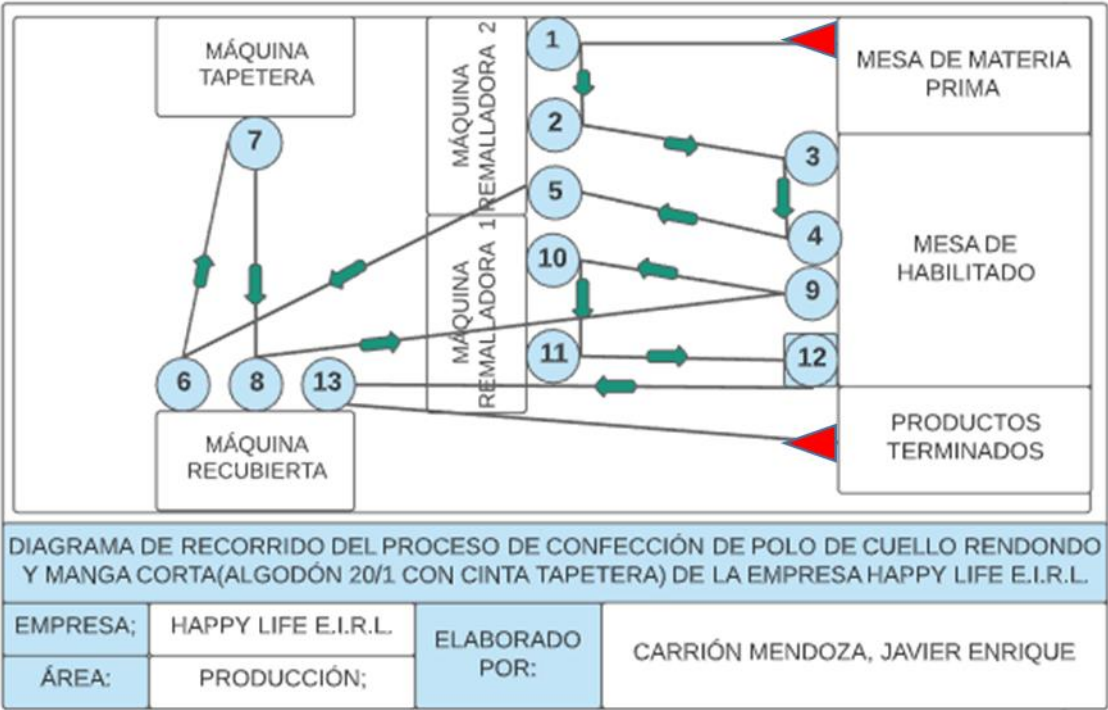 MÁQUINA
TAPETERA
7
MÁQUINA
REMALLADORA 2
1
2
5
MESA DE MATERIA
PRIMA
3
4
MESA DE
HABILITADO
MÁQUINA
REMALLADORA 1
10
11
9
12
6
8
13
MÁQUINA
RECUBIERTA
PRODUCTOS
TERMINADOS
DIAGRAMA DE RECORRIDO DEL PROCESO DE CONFECCIÓN DE POLO DE CUELLO RENDONDO
Y MANGA CORTA(ALGODÓN 20/1 CON CINTA TAPETERA) DE LA EMPRESA HAPPY LIFE E.I.R.L.
EMPRESA;
HAPPY LIFE E.I.R.L.
ELABORADO
POR:
CARRIÓN MENDOZA, JAVIER ENRIQUE
ÁREA:
PRODUCCIÓN;